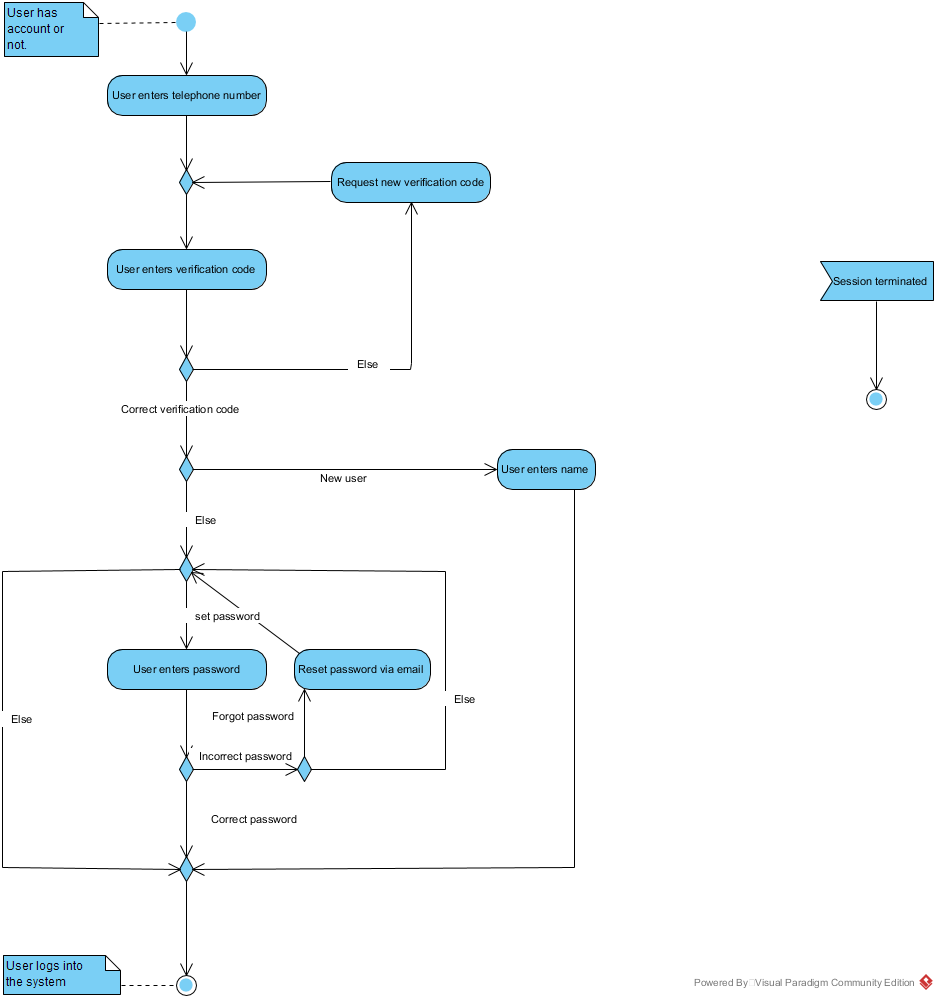 User has
account or
not.
User enters telephone number
Request new verification code
User enters verification code
Session terminated
Else
Correct verification code
User enters name
New user
Else
set password
User enters password
Reset password via email
Else
Forgot password
Else
Incorrect password
Correct password
User logs into
the system
Powered By Visual Paradigm Community Edition